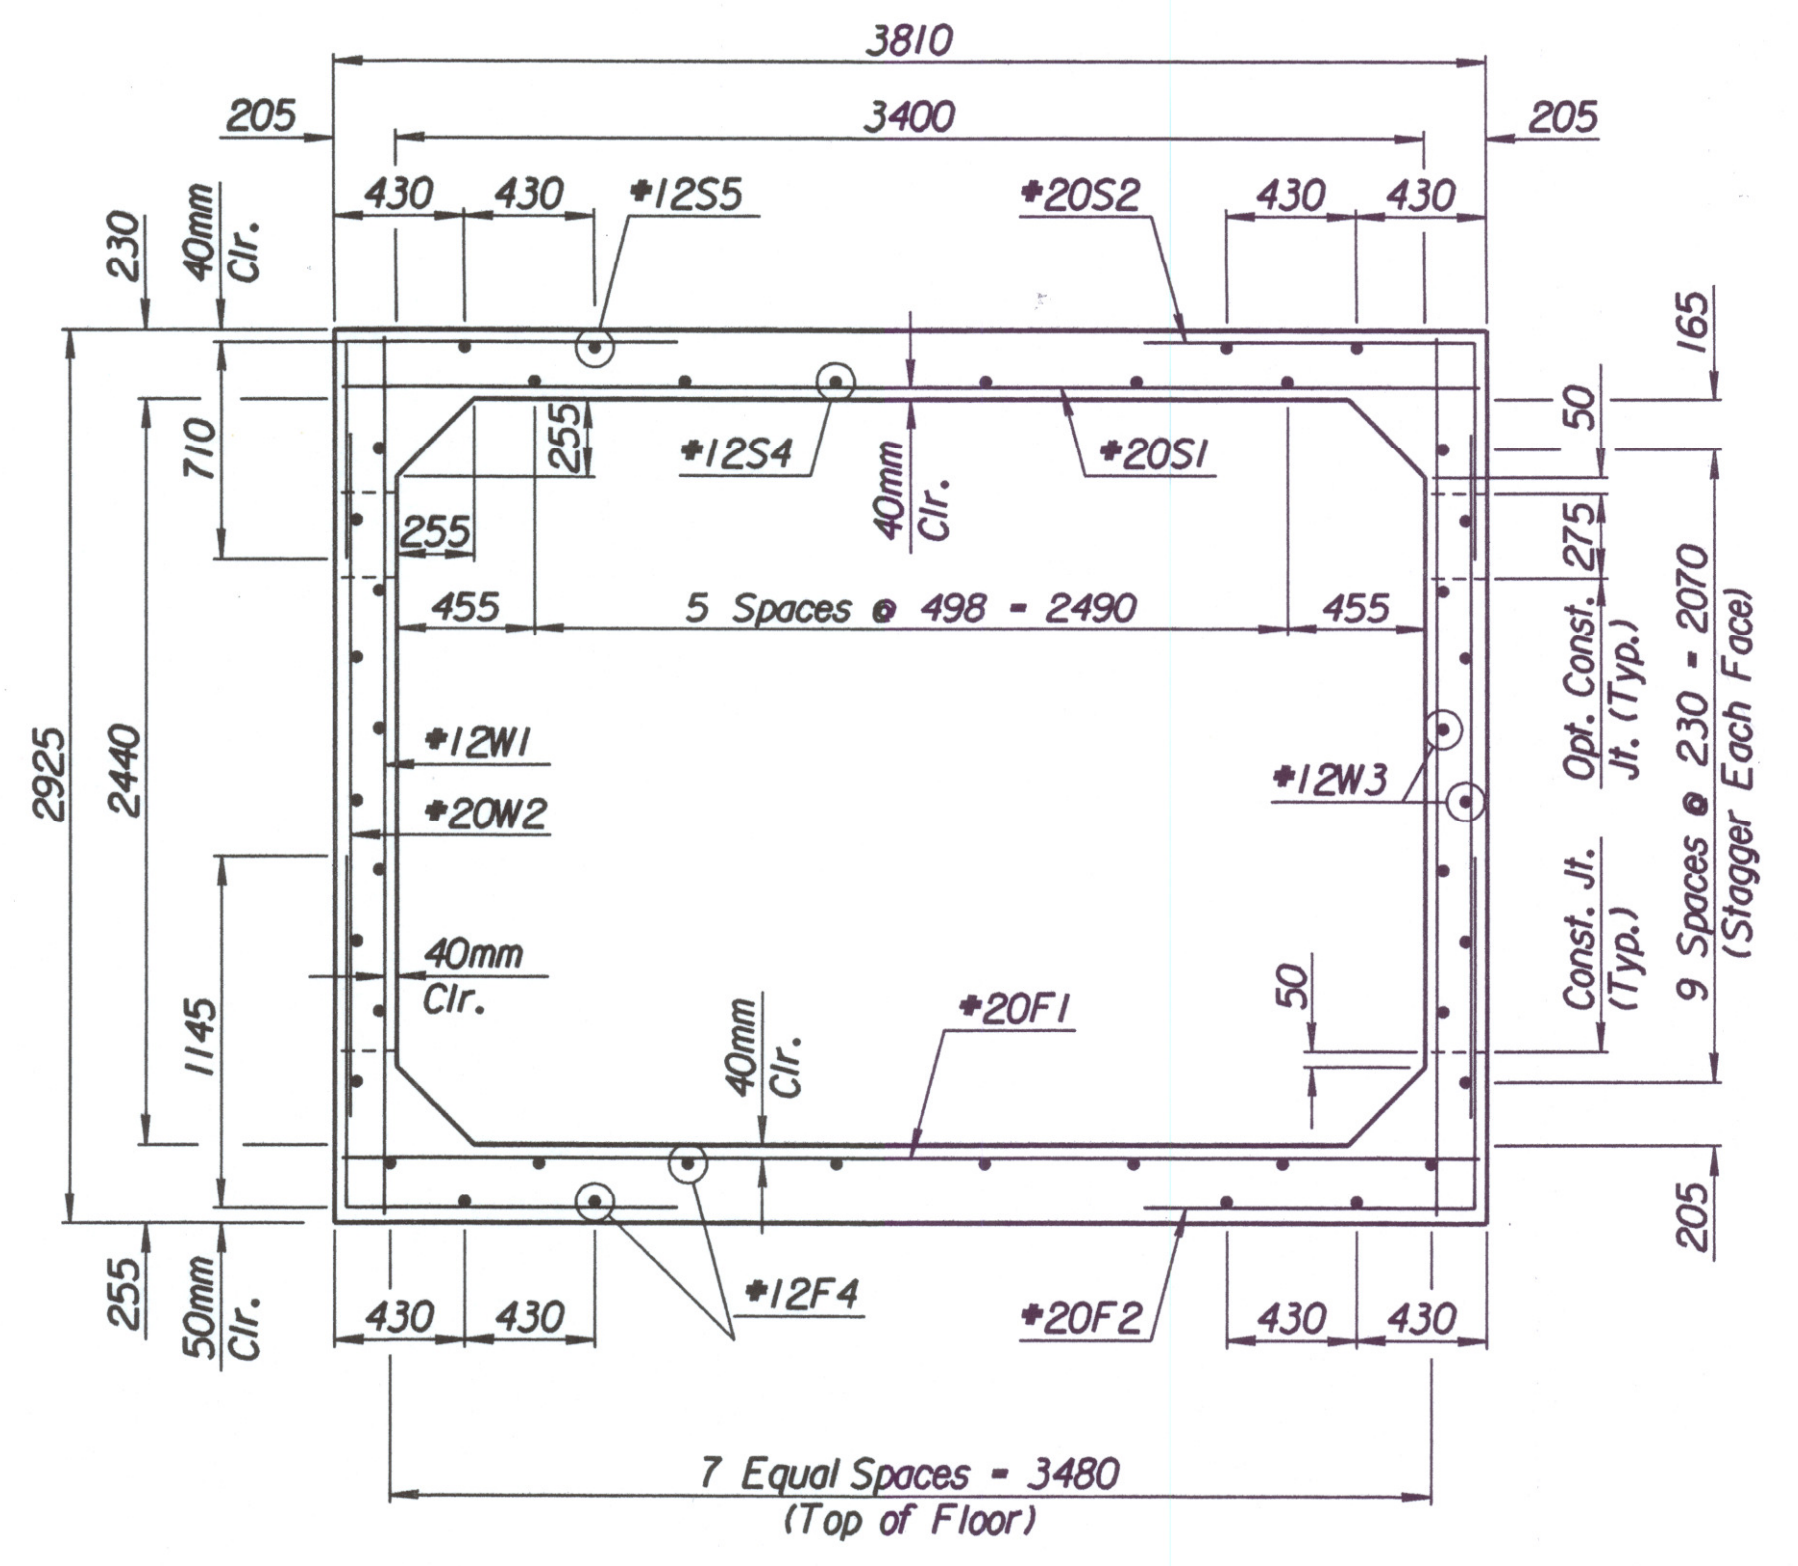 3810
205
3400
205
430
430
#12S5
#20S2
430
430
230
40mm
Clr.
165
50
255
#12S4
40mm
Clr.
#20S1
710
255
275
455
5 Spaces @ 498 = 2490
455
Opt. Const.
Jt. (Typ.)
9 Spaces @ 230 = 2070
(Stagger Each Face)
2925
2440
#12W1
#20W2
#12W3
Const. Jt.
(Typ.)
1145
40mm
Clr.
40mm
Clr.
#20F1
50
205
255
50mm
Clr.
430
430
#12F4
#20F2
430
430
7 Equal Spaces = 3480
(Top of Floor)